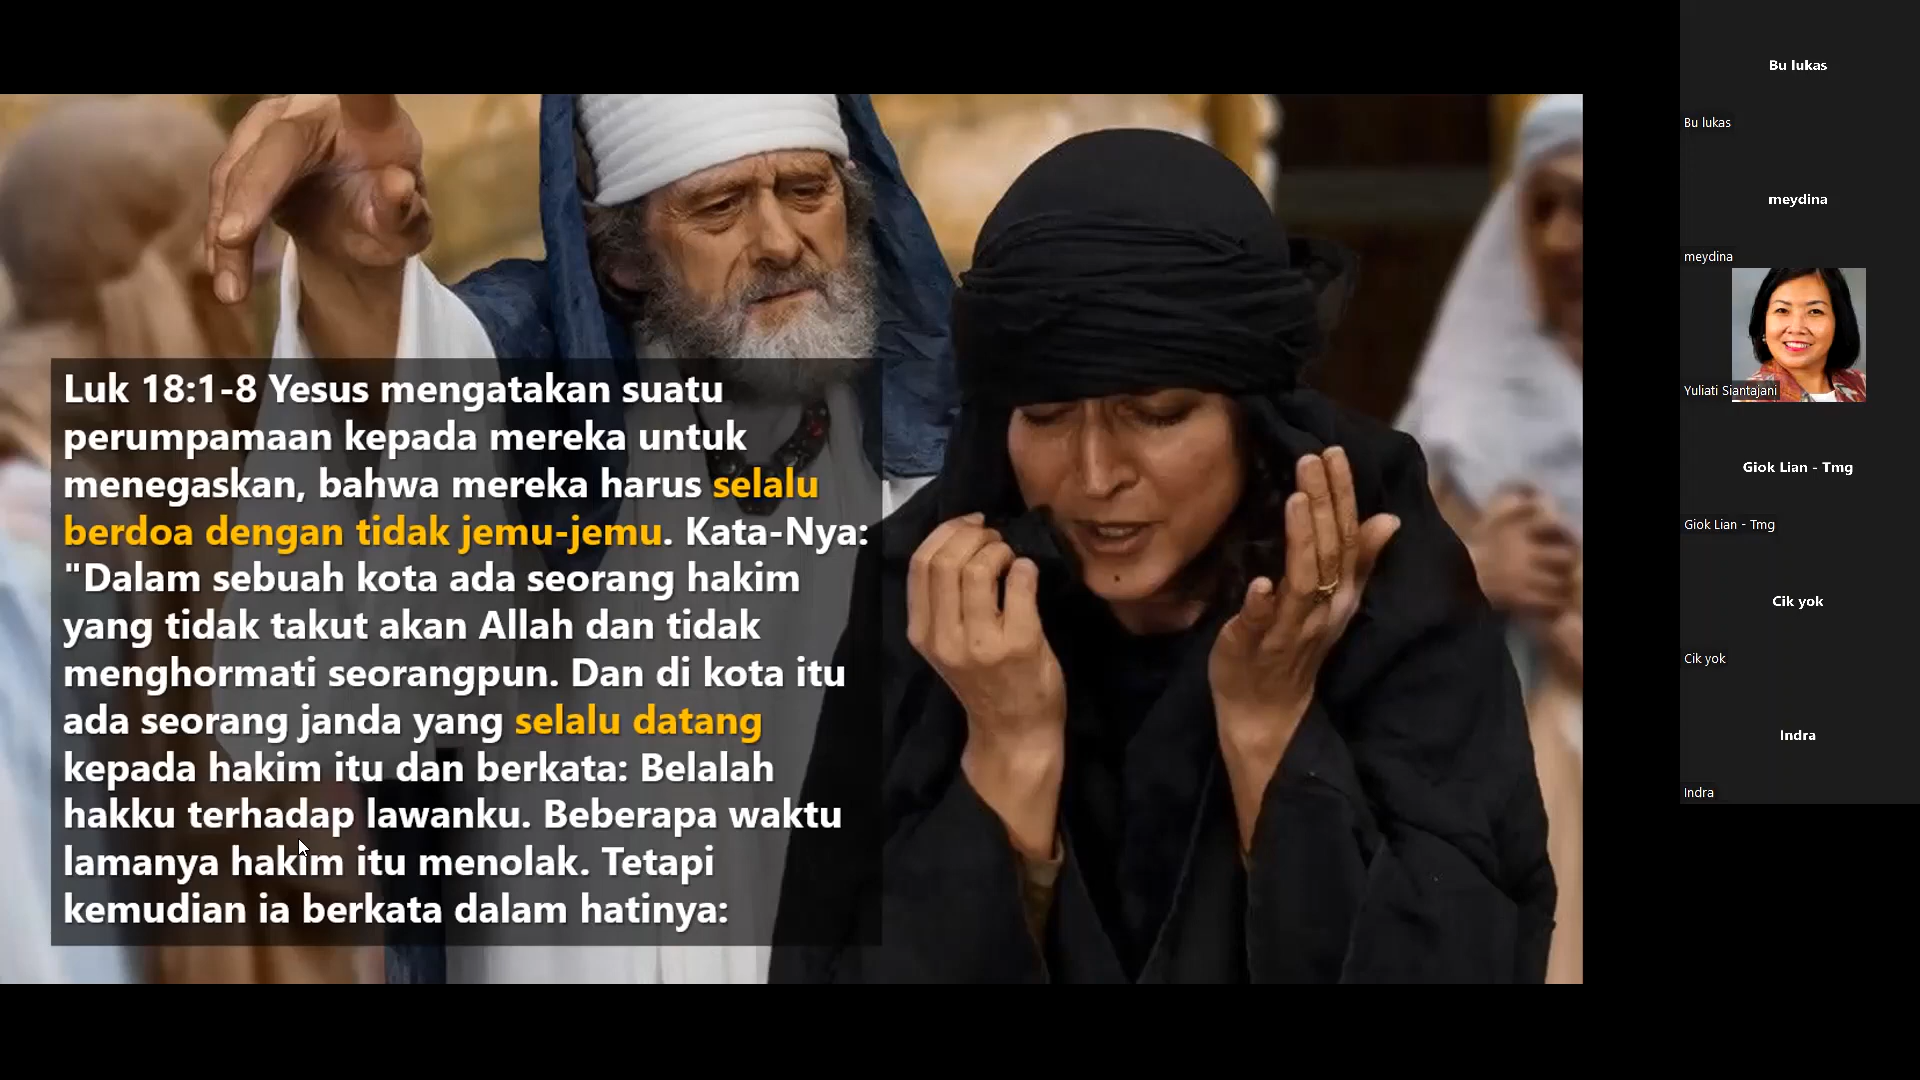 Luk 18:1-8 Yesus mengatakan suatu
perumpamaan kepada mereka untuk
menegaskan, bahwa mereka harus selalu
berdoa dengan tidak jemu-jemu. Kata-Nya:
"Dalam sebuah kota ada seorang hakim
yang tidak takut akan Allah dan tidak
menghormati seorangpun. Dan di kota itu
ada seorang janda yang selalu datang
kepada hakim itu dan berkata: Belalah
hakku terhadap lawanku. Beberapa waktu
lamanya hakim itu menolak. Tetapi
kemudian ia berkata dalam hatinya:
Bu lukas
Bu lukas
meydina
meydina
Yuliati Siantajani
Giok Lian - Tmg
Giok Lian - Tmg
Cik yok
Cik yok
Indra
Indra